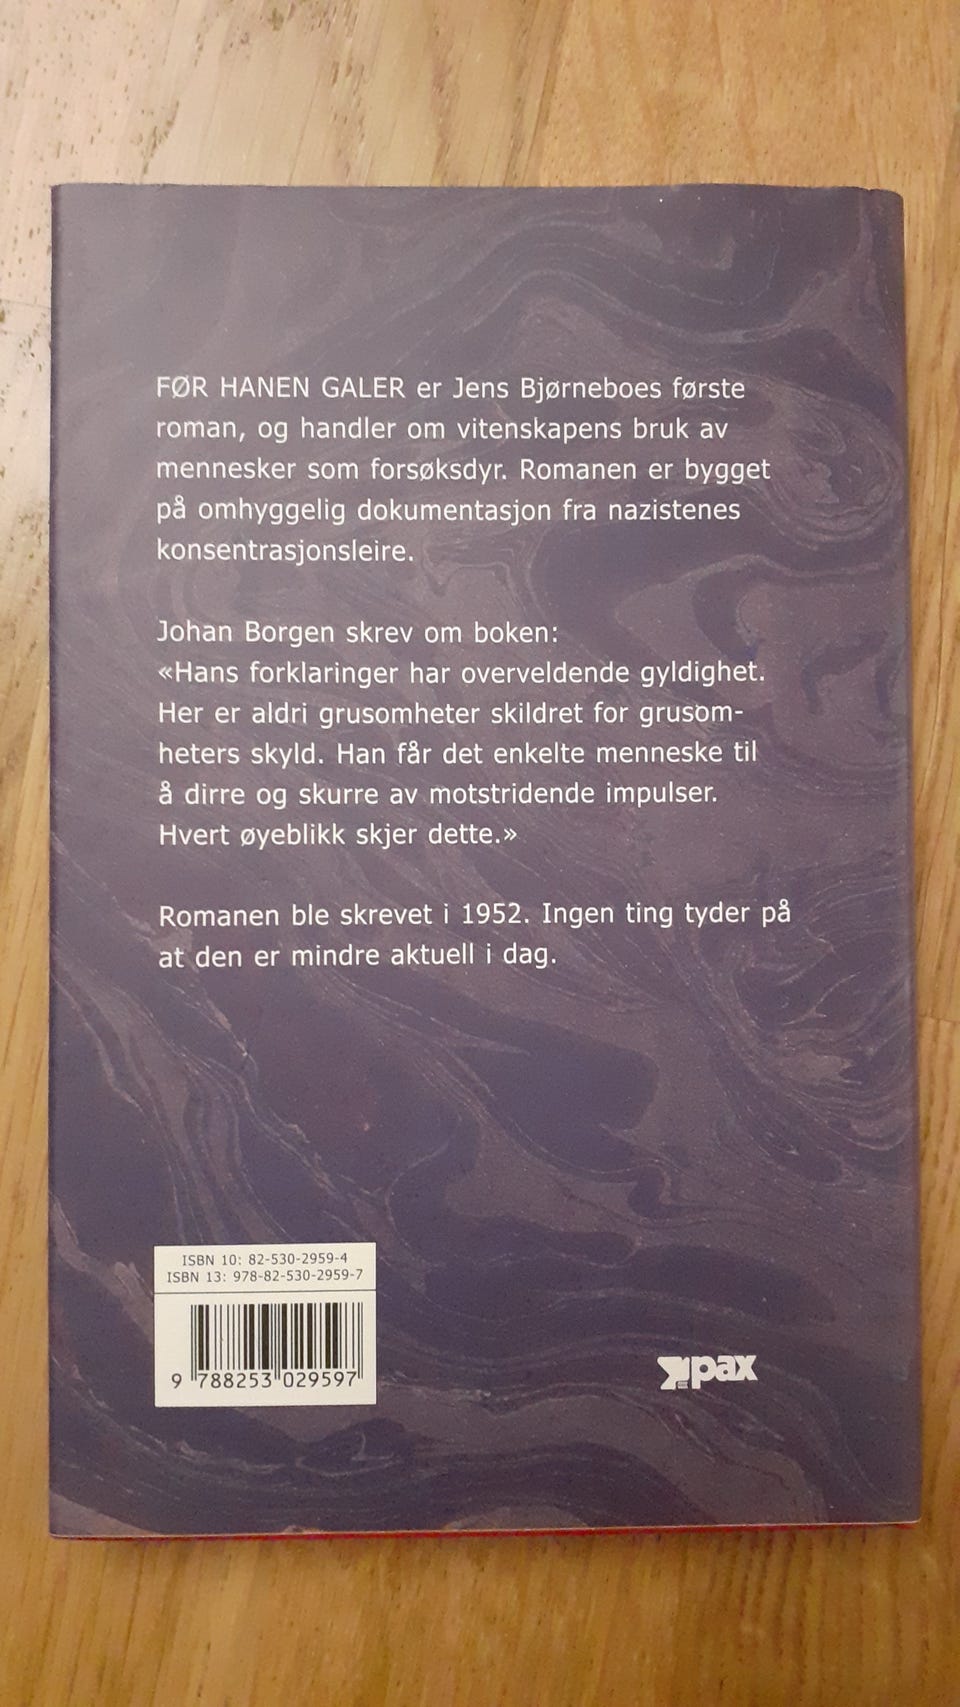 FØR HANEN GALER er Jens Bjørneboes første
roman, og handler om vitenskapens bruk av
mennesker som forsøksdyr. Romanen er bygget
på omhyggelig dokumentasjon fra nazistenes
konsentrasjonsleire.
Johan Borgen skrev om boken:
«Hans forklaringer har overveldende gyldighet.
Her er aldri grusomheter skildret for grusom-
heters skyld. Han får det enkelte menneske til
å dirre og skurre av motstridende impulser.
Hvert øyeblikk skjer dette.»
Romanen ble skrevet i 1952. Ingen ting tyder på
at den er mindre aktuell i dag.
ISBN 10: 82-530-2959-4
ISBN 13: 978-82-530-2959-7
9 788253 029597
pax